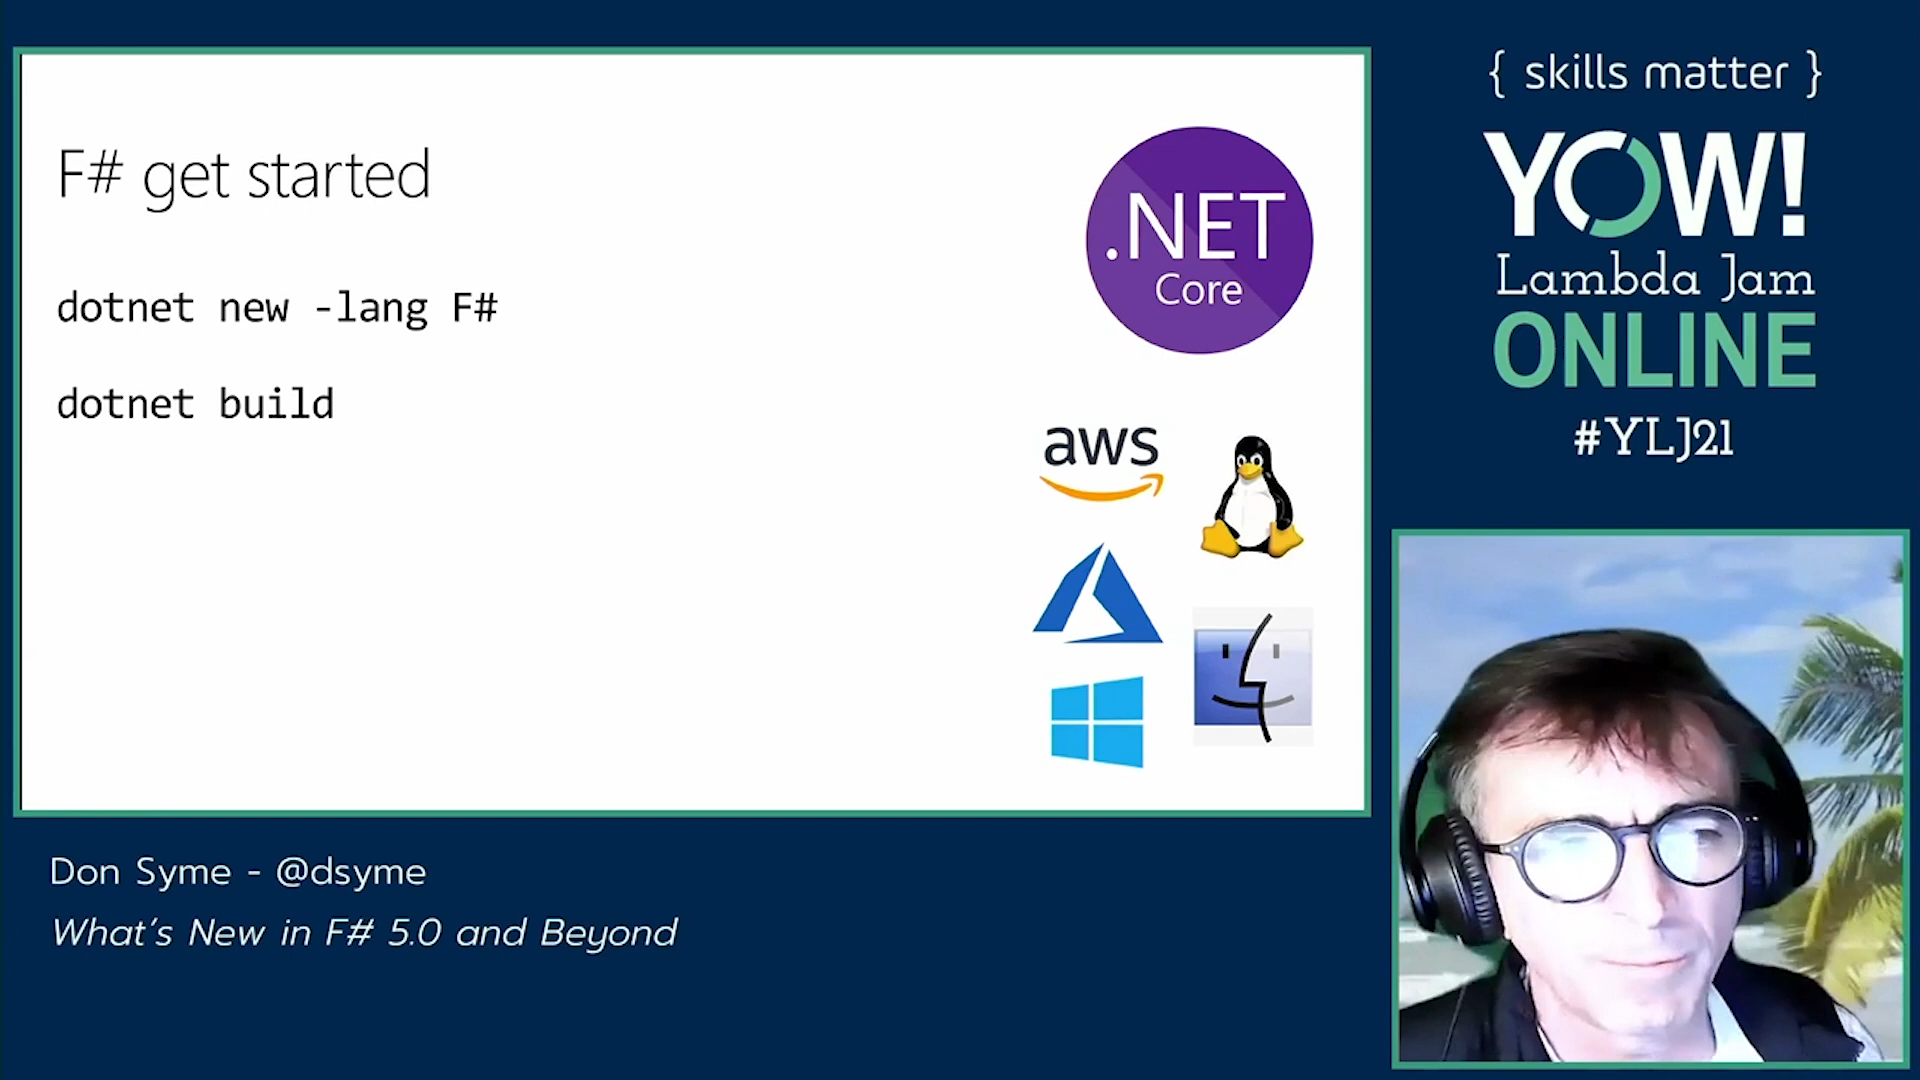 F# get started
dotnet new -lang F#
dotnet build
.NET
Core
aws
{ skills matter }
YOW!
Lambda Jam
ONLINE
#YLJ21
Don Syme - @dsyme
What's New in F# 5.0 and Beyond